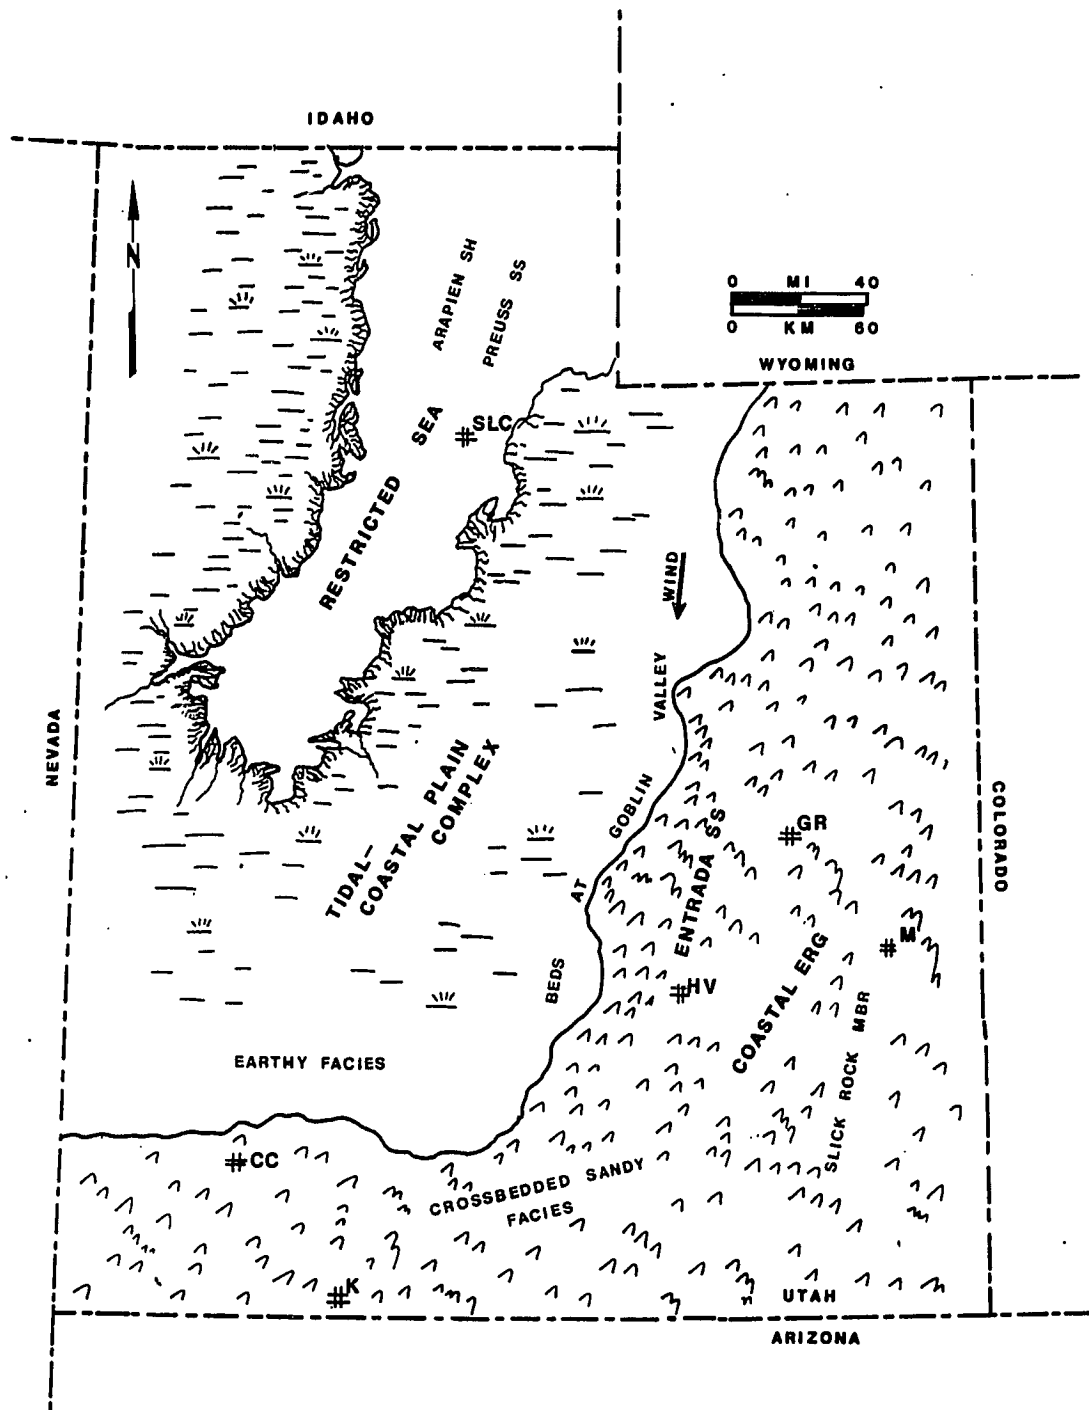 IDAHO
N
ARAPIEN SH
PREUSS SS
0 MI 40
0 KM 60
WYOMING
SLC
RESTRICTED SEA
WIND
NEVADA
BEDS AT GOBLIN VALLEY
TIDAL-
COASTAL PLAIN
COMPLEX
COLORADO
GR
ENTRADA SS
M
HV
COASTAL ERG
SLICK ROCK MBR
EARTHY FACIES
CC
CROSSBEDDED SANDY
FACIES
K
UTAH
ARIZONA